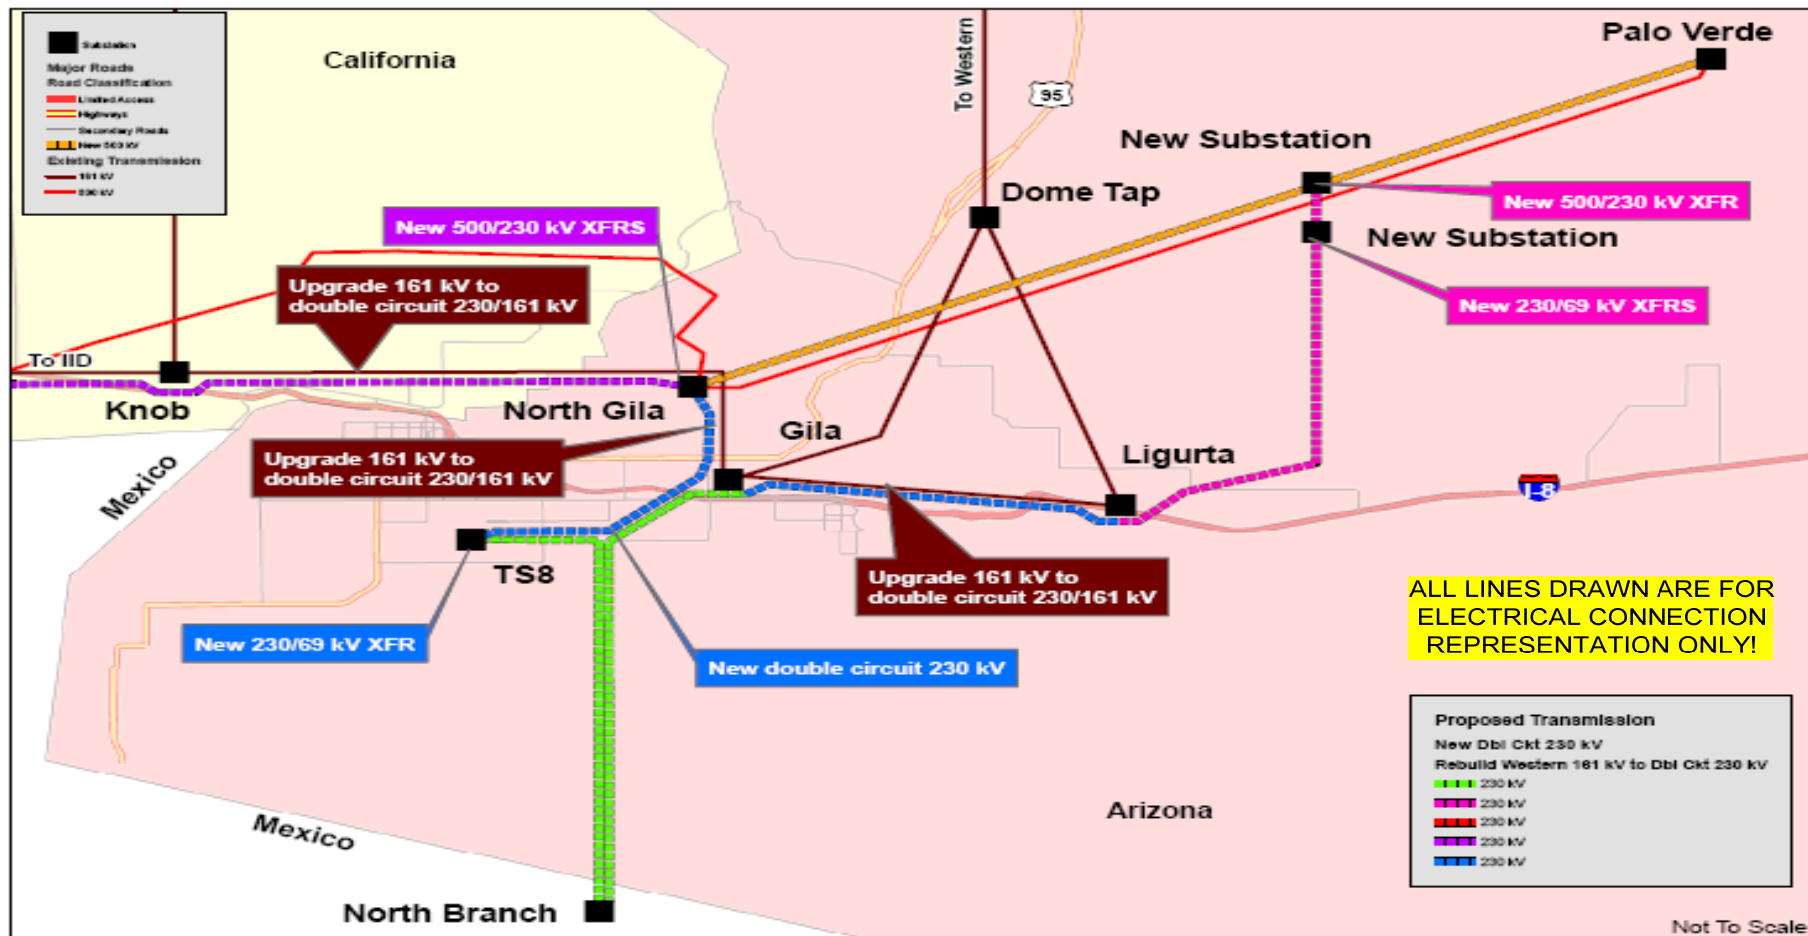 Substation
Major Roads
Road Classification
Limited Access
Highways
Secondary Roads
New 500 kV
Existing Transmission
161 kV
500 kV
California
To Western
95
Palo Verde
New Substation
Dome Tap
New 500/230 kV XFR
New 500/230 kV XFRS
New Substation
Upgrade 161 kV to
double circuit 230/161 kV
New 230/69 kV XFRS
To IID
Knob
North Gila
Gila
Ligurta
Upgrade 161 kV to
double circuit 230/161 kV
Mexico
I-8
TS8
Upgrade 161 kV to
double circuit 230/161 kV
ALL LINES DRAWN ARE FOR
ELECTRICAL CONNECTION
REPRESENTATION ONLY!
New 230/69 kV XFR
New double circuit 230 kV
Proposed Transmission
New Dbl Ckt 230 kV
Rebuild Western 161 kV to Dbl Ckt 230 kV
230 kV
230 kV
230 kV
230 kV
230 kV
Arizona
Mexico
North Branch
Not To Scale